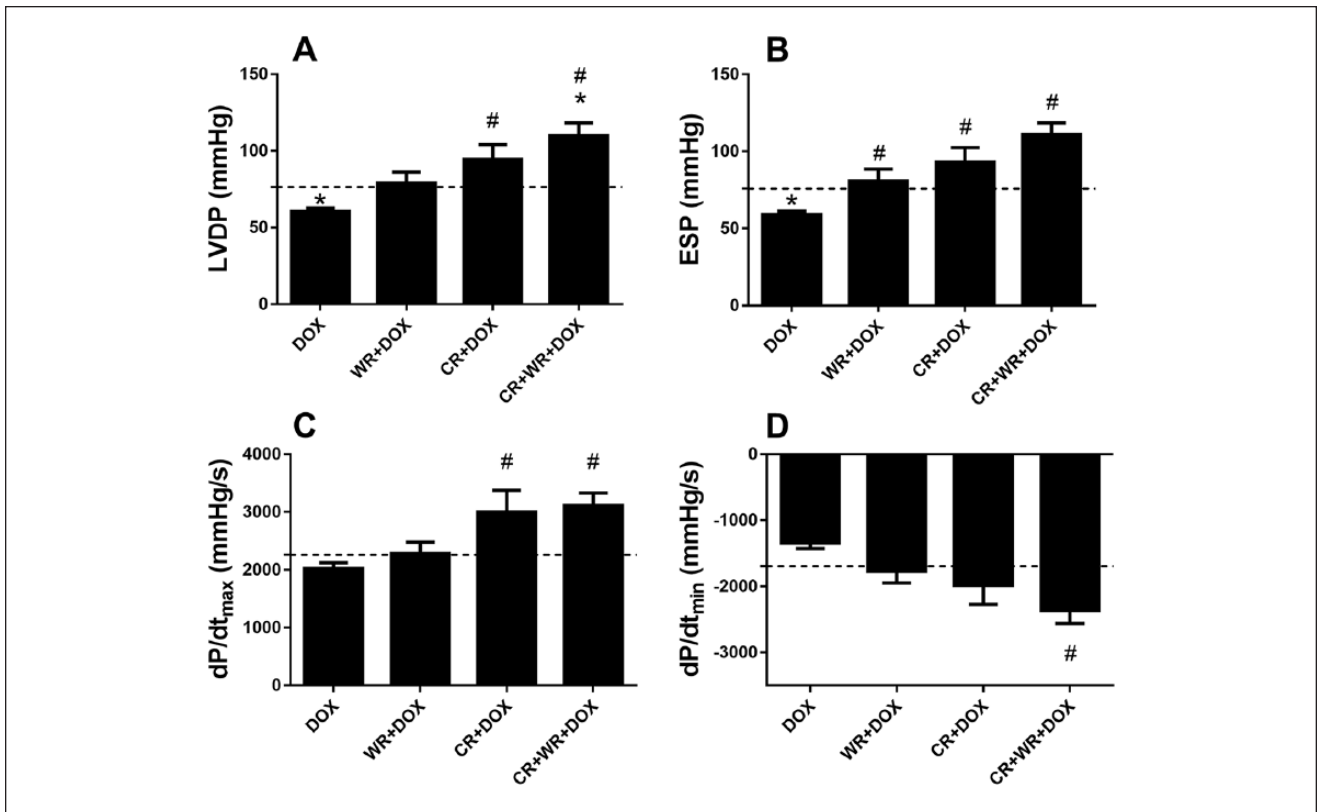 A
LVDP (mmHg)
150
100
50
0
*
#
#
*
DOX
WR+DOX
CR+DOX
CR+WR+DOX
B
ESP (mmHg)
150
100
50
0
*
#
#
#
DOX
WR+DOX
CR+DOX
CR+WR+DOX
C
dP/dtmax (mmHg/s)
4000
3000
2000
1000
0
#
#
DOX
WR+DOX
CR+DOX
CR+WR+DOX
D
dP/dtmin (mmHg/s)
0
-1000
-2000
-3000
#
DOX
WR+DOX
CR+DOX
CR+WR+DOX